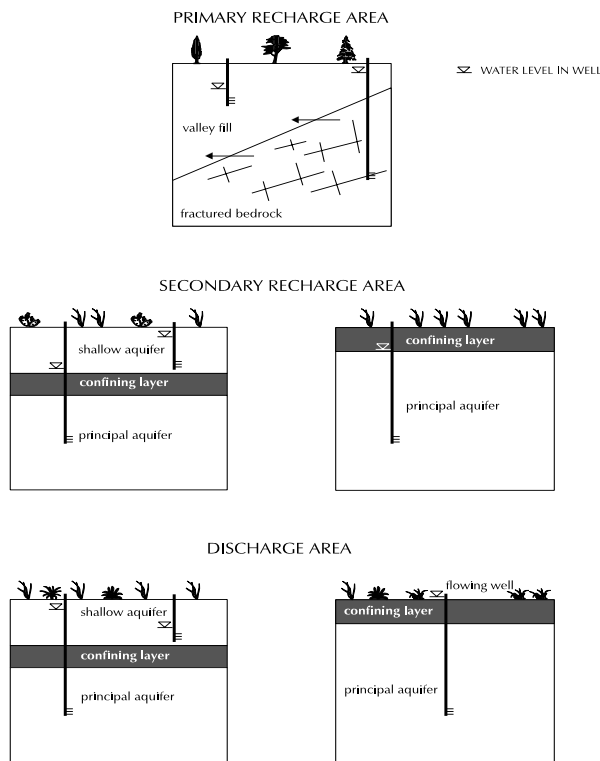 PRIMARY RECHARGE AREA
WATER LEVEL IN WELL
valley fill
fractured bedrock
SECONDARY RECHARGE AREA
shallow aquifer
confining layer
principal aquifer
confining layer
principal aquifer
DISCHARGE AREA
shallow aquifer
confining layer
principal aquifer
flowing well
confining layer
principal aquifer